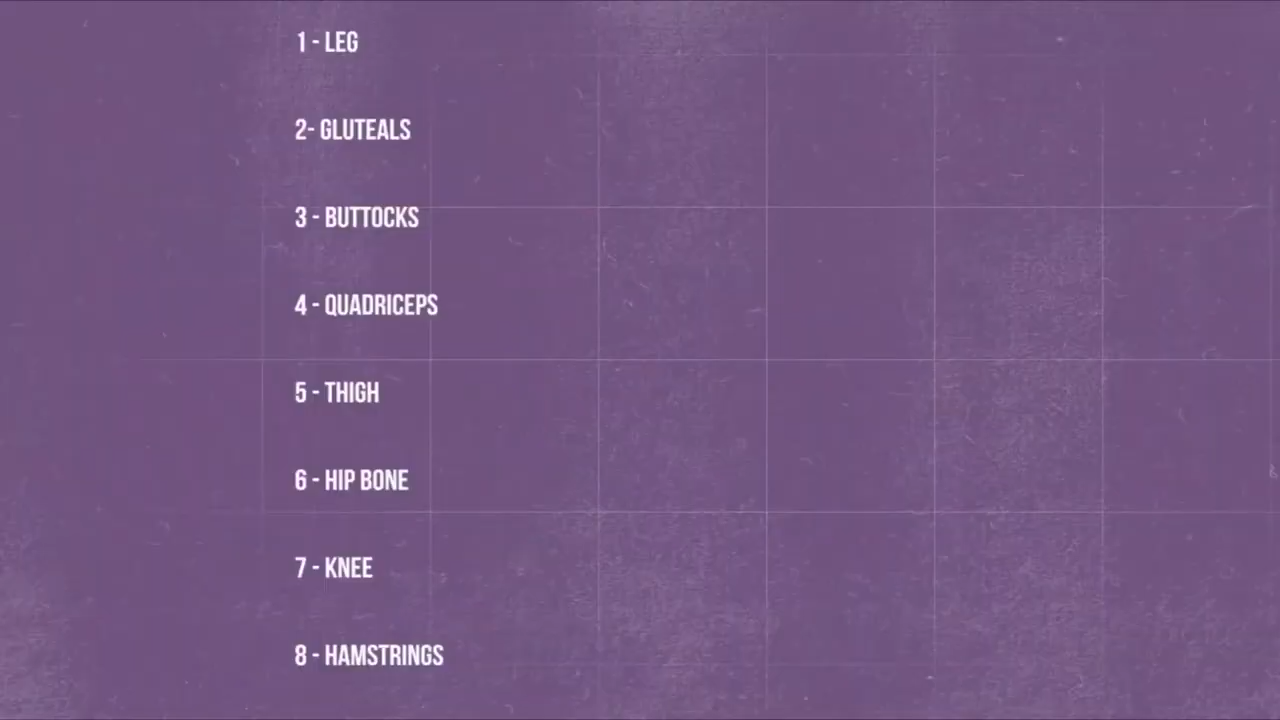 1 - LEG
2- GLUTEALS
3 - BUTTOCKS
4 - QUADRICEPS
5 - THIGH
6 - HIP BONE
7 - KNEE
8 - HAMSTRINGS